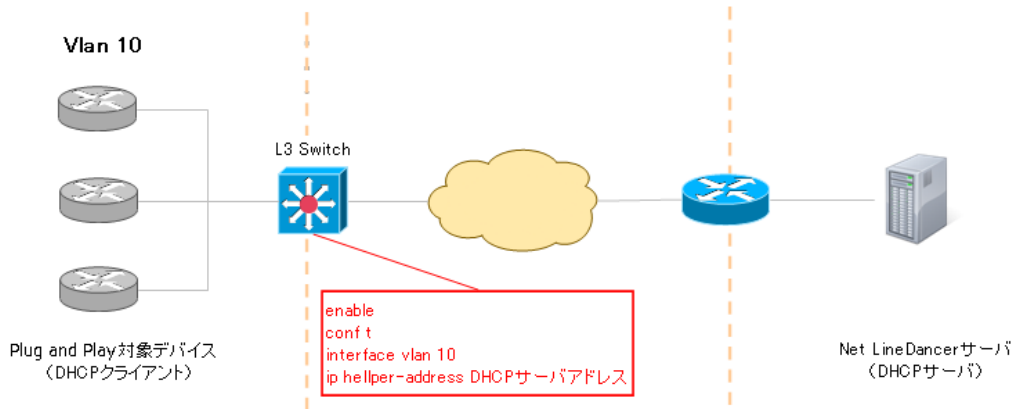 Vlan 10
L3 Switch
enable
conf t
interface vlan 10
ip hellper-address DHCPサーバアドレス
Plug and Play対象デバイス
（DHCPクライアント）
Net LineDancerサーバ
（DHCPサーバ）